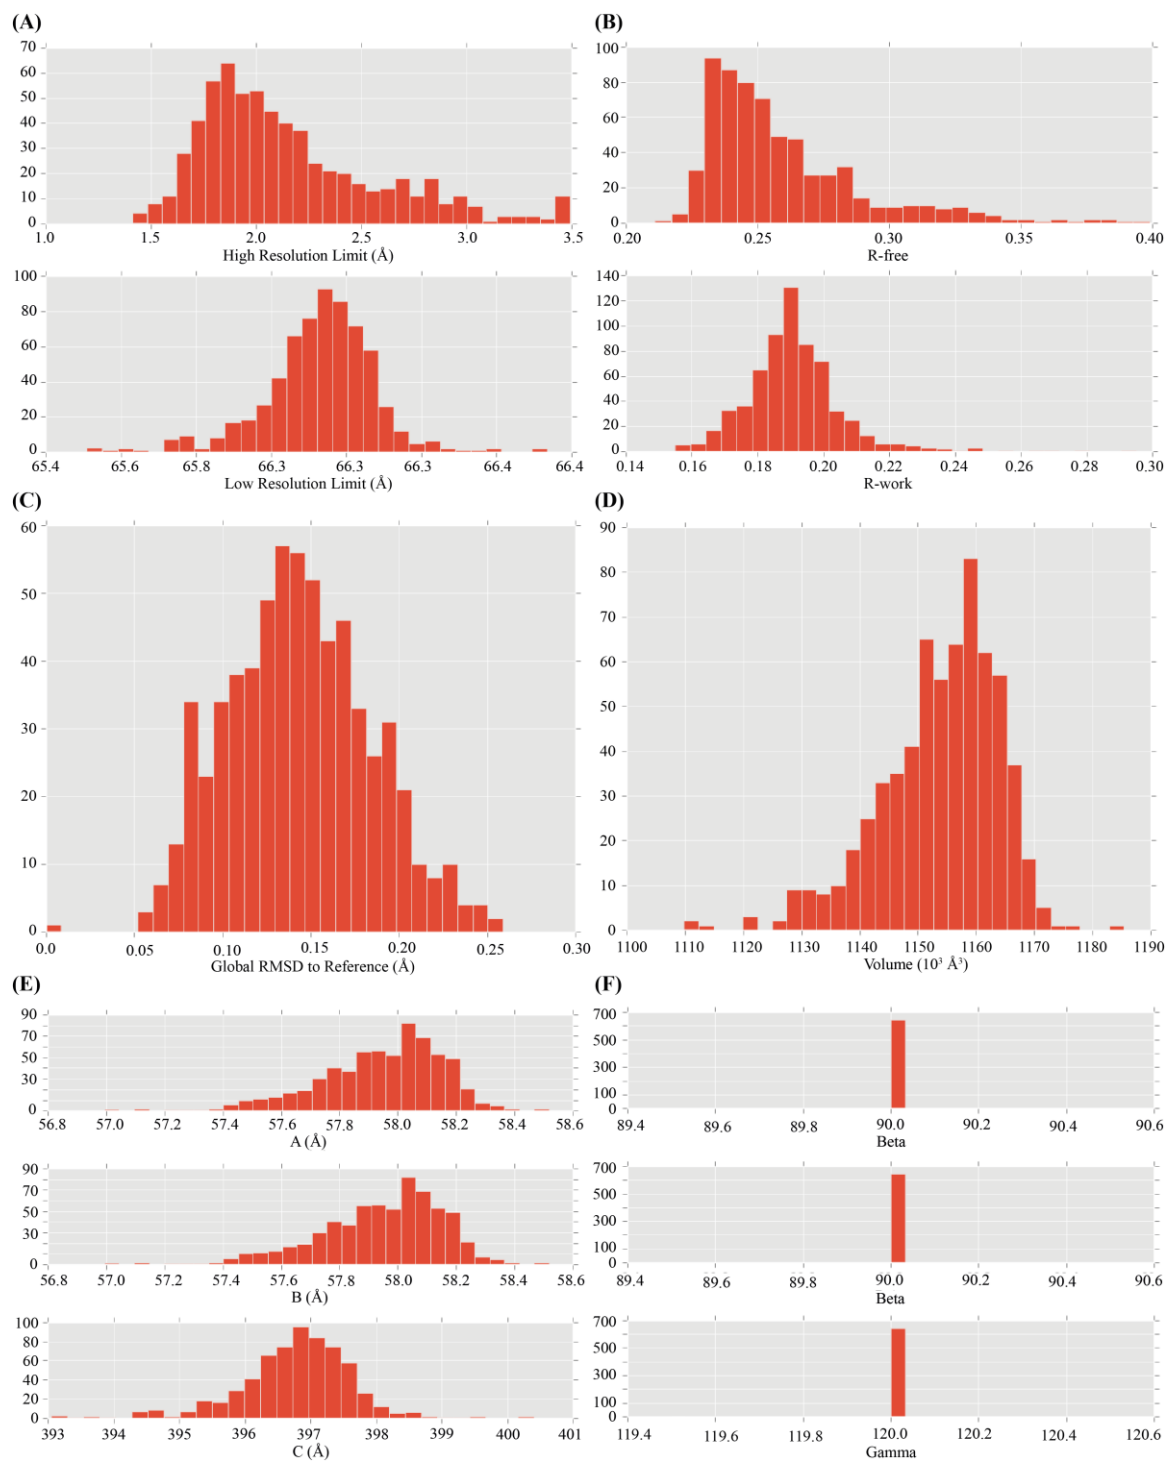 (A)
70
60
50
40
30
20
10
0
1.0 1.5 2.0 2.5 3.0 3.5
High Resolution Limit (Å)
100
80
60
40
20
0
65.4 65.6 65.8 66.3 66.3 66.3 66.4 66.4
Low Resolution Limit (Å)
(B)
100
80
60
40
20
0
0.20 0.25 0.30 0.35 0.40
R-free
140
120
100
80
60
40
20
0
0.14 0.16 0.18 0.20 0.22 0.24 0.26 0.28 0.30
R-work
(C)
60
50
40
30
20
10
0
0.0 0.05 0.10 0.15 0.20 0.25 0.30
Global RMSD to Reference (Å)
(D)
90
80
70
60
50
40
30
20
10
0
1100 1110 1120 1130 1140 1150 1160 1170 1180 1190
Volume (10³ Å³)
(E)
90
70
50
30
0
56.8 57.0 57.2 57.4 57.6 57.8 58.0 58.2 58.4 58.6
A (Å)
90
70
50
30
0
56.8 57.0 57.2 57.4 57.6 57.8 58.0 58.2 58.4 58.6
B (Å)
100
80
60
40
20
0
393 394 395 396 397 398 399 400 401
C (Å)
(F)
700
500
300
100
0
89.4 89.6 89.8 90.0 90.2 90.4 90.6
Beta
700
500
300
100
0
89.4 89.6 89.8 90.0 90.2 90.4 90.6
Beta
700
500
300
100
0
119.4 119.6 119.8 120.0 120.2 120.4 120.6
Gamma